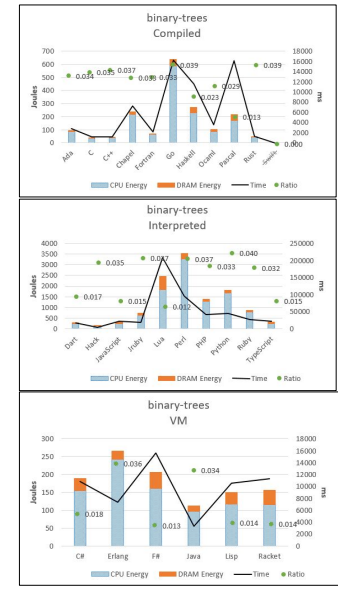 binary-trees
Compiled
700
600
500
400
300
200
100
0
Joules
18000
16000
14000
12000
10000
8000
6000
4000
2000
0
ms
0.034
0.035
0.037
0.033
0.033
0.039
0.023
0.029
0.013
0.039
Ada
C
C++
Chapel
Fortran
Go
Haskell
Ocaml
Pascal
Rust
CPU Energy DRAM Energy Time Ratio
binary-trees
Interpreted
4000
3500
3000
2500
2000
1500
1000
500
0
Joules
250000
200000
150000
100000
50000
0
ms
0.017
0.035
0.015
0.012
0.037
0.033
0.040
0.032
0.015
Dart
Hack
JavaScript
Jruby
Lua
Perl
PHP
Python
Ruby
TypeScript
CPU Energy DRAM Energy Time Ratio
binary-trees
VM
300
250
200
150
100
50
0
Joules
18000
16000
14000
12000
10000
8000
6000
4000
2000
0
ms
0.018
0.036
0.013
0.034
0.014
0.014
C#
Erlang
F#
Java
Lisp
Racket
CPU Energy DRAM Energy Time Ratio